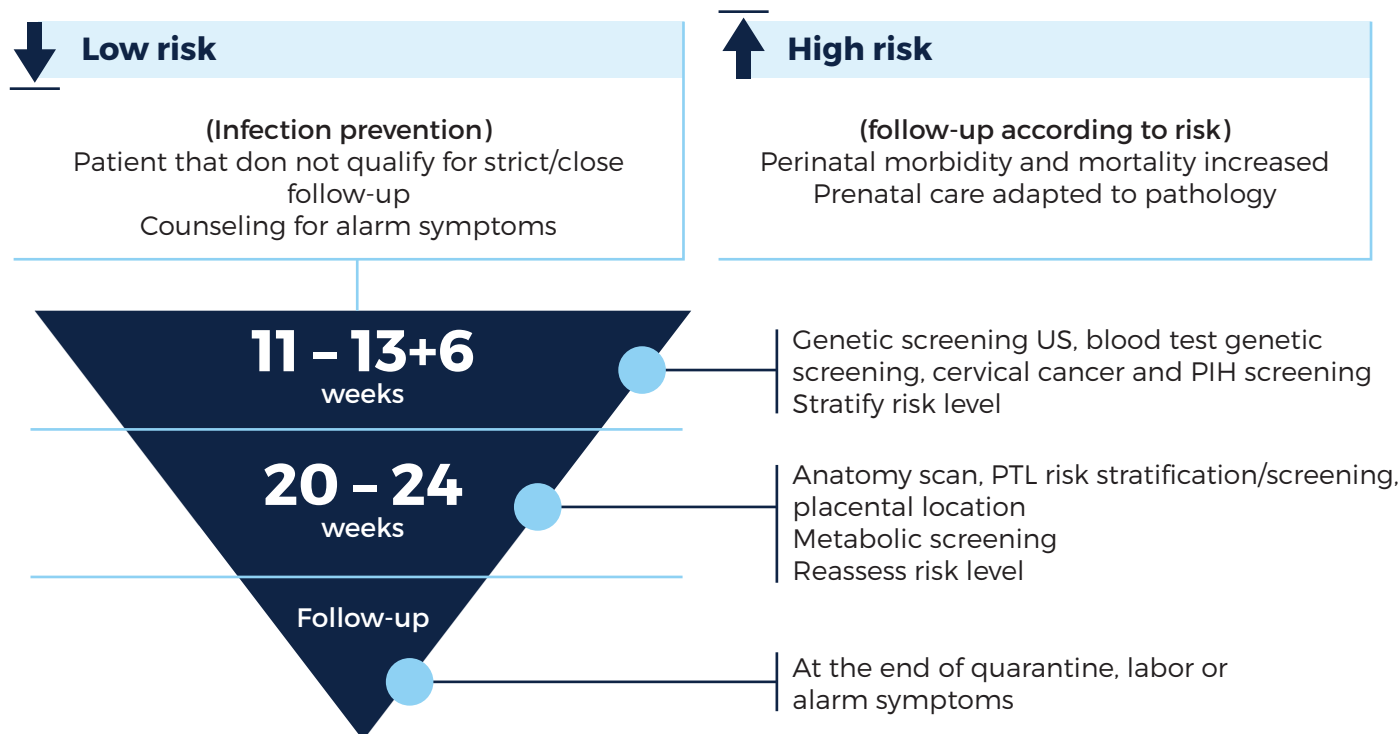 Low risk
(Infection prevention)
Patient that don not qualify for strict/close
follow-up
Counseling for alarm symptoms
High risk
(follow-up according to risk)
Perinatal morbidity and mortality increased
Prenatal care adapted to pathology
11 – 13+6
weeks
Genetic screening US, blood test genetic
screening, cervical cancer and PIH screening
Stratify risk level
20 – 24
weeks
Anatomy scan, PTL risk stratification/screening,
placental location
Metabolic screening
Reassess risk level
Follow-up
At the end of quarantine, labor or
alarm symptoms